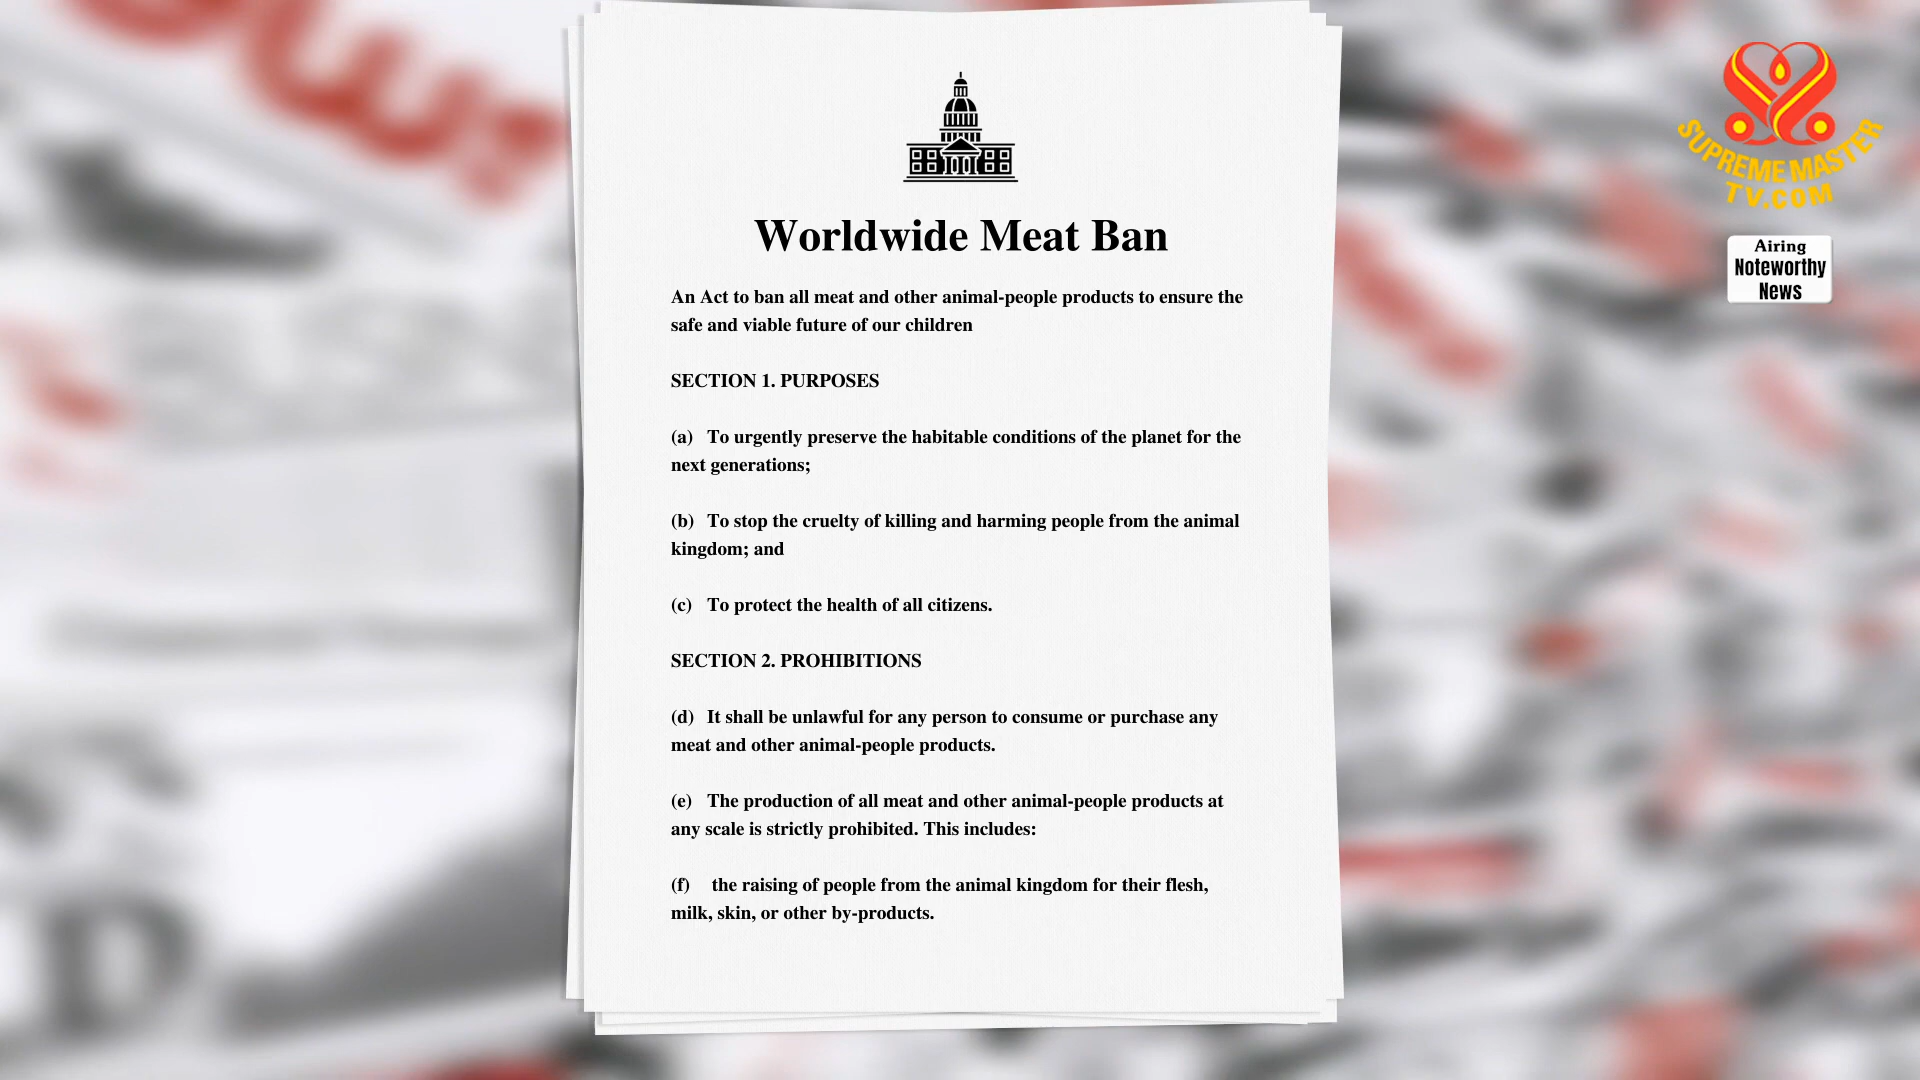 Worldwide Meat Ban
An Act to ban all meat and other animal-people products to ensure the
safe and viable future of our children
SECTION 1. PURPOSES
(a) To urgently preserve the habitable conditions of the planet for the
next generations;
(b) To stop the cruelty of killing and harming people from the animal
kingdom; and
(c) To protect the health of all citizens.
SECTION 2. PROHIBITIONS
(d) It shall be unlawful for any person to consume or purchase any
meat and other animal-people products.
(e) The production of all meat and other animal-people products at
any scale is strictly prohibited. This includes:
(f) the raising of people from the animal kingdom for their flesh,
milk, skin, or other by-products.
SUPREME MASTER
TV.COM
Airing
Noteworthy
News